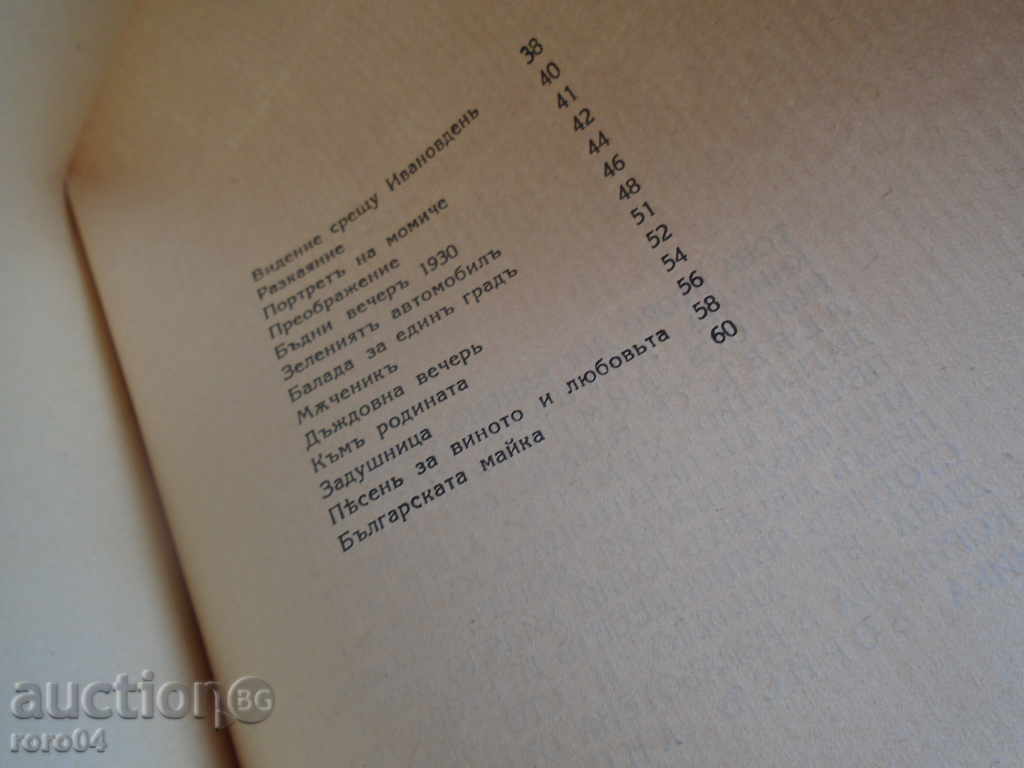 Видение срещу Ивановдень 38
Разкаяние 40
Портретъ на момиче 41
Преображение 42
Бъдни вечеръ 1930 44
Зелениятъ автомобилъ 46
Балада за единъ градъ 48
Мѫченикъ 51
Дъждовна вечерь 52
Къмъ родината 54
Задушница 56
Пѣсень за виното и любовьта 58
Българската майка 60
auction BG
roro04